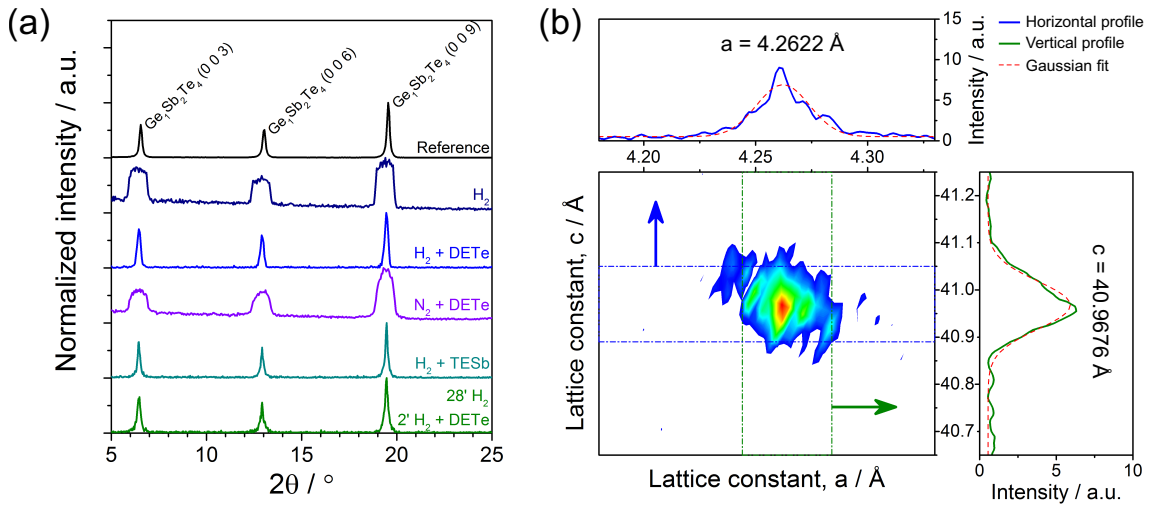 (a)
Normalized intensity / a.u.
Ge₁Sb₂Te₄ (0 0 3)
Ge₁Sb₂Te₄ (0 0 6)
Ge₁Sb₂Te₄ (0 0 9)
Reference
H₂
H₂ + DETe
N₂ + DETe
H₂ + TESb
28' H₂
2' H₂ + DETe
5 10 15 20 25
2θ / °
(b)
a = 4.2622 Å
15
10
5
0
Intensity / a.u.
4.20 4.26 4.30
Horizontal profile
Vertical profile
Gaussian fit
Lattice constant, c / Å
Lattice constant, a / Å
41.2
41.1
41.0
40.9
40.8
40.7
c = 40.9676 Å
0 5 10
Intensity / a.u.